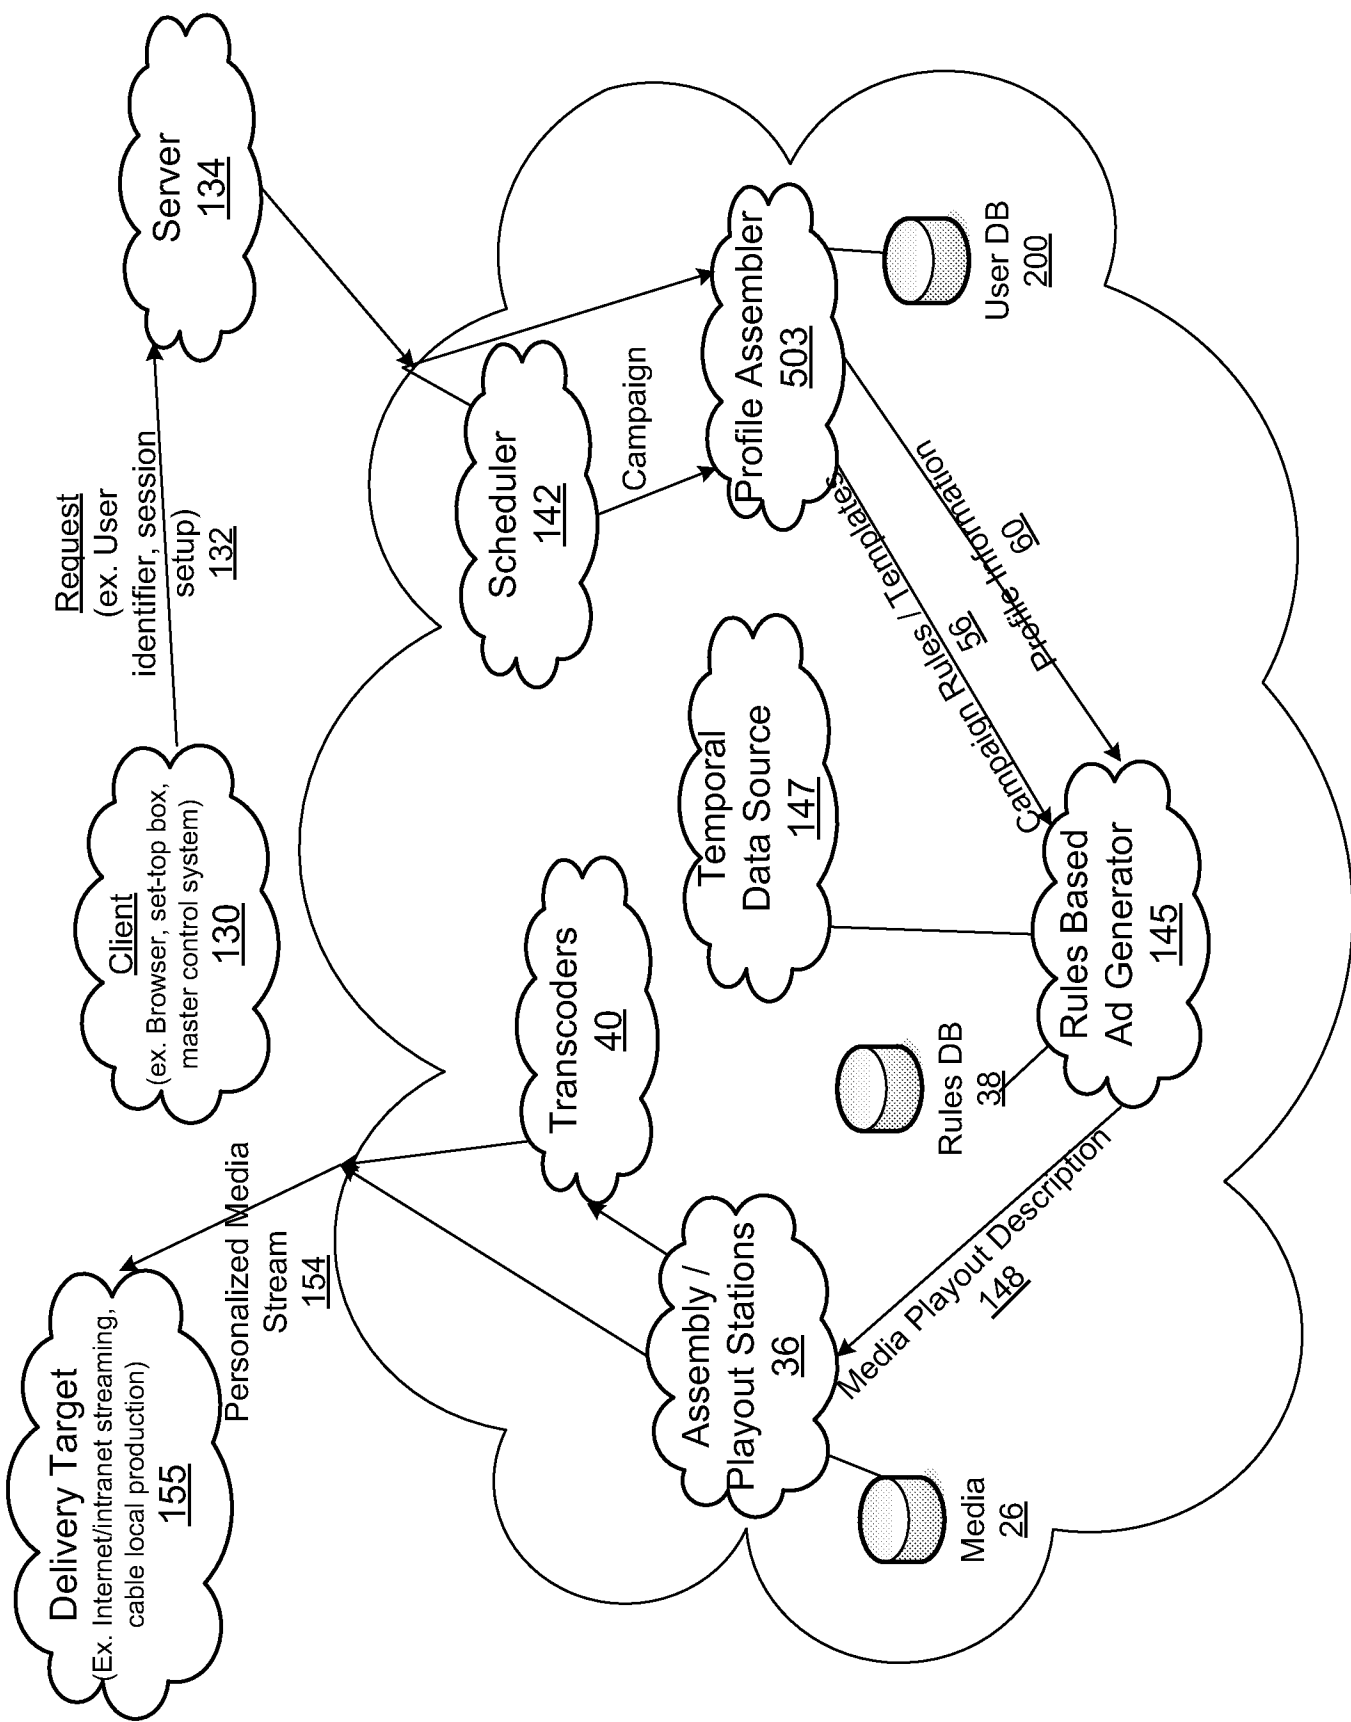 Delivery Target
(Ex. Internet/intranet streaming,
cable local production)
155
Client
(ex. Browser, set-top box,
master control system)
130
Request
(ex. User
identifier, session
setup)
132
Server
134
Personalized Media
Stream
154
Transcoders
40
Scheduler
142
Campaign
Assembly /
Playout Stations
36
Temporal
Data Source
147
Profile Assembler
503
Media
26
Media Playout Description
148
Rules DB
38
Campaign Rules / Templates
56
Profile Information
60
User DB
200
Rules Based
Ad Generator
145